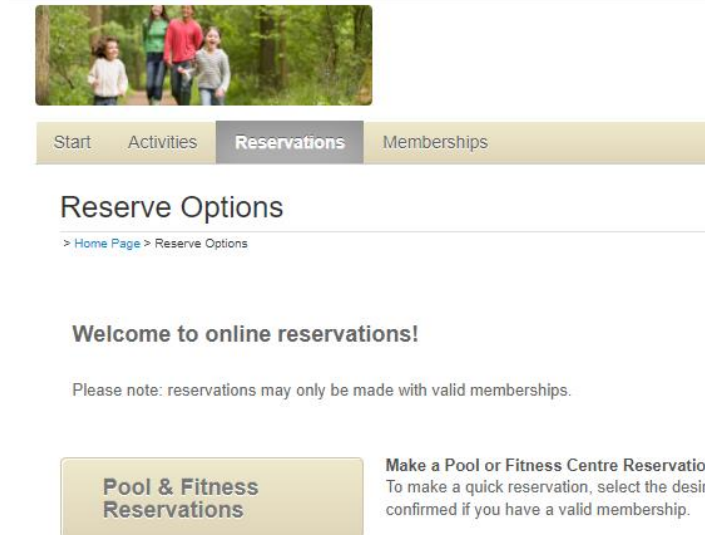 Start Activities Reservations Memberships
Reserve Options
> Home Page > Reserve Options
Welcome to online reservations!
Please note: reservations may only be made with valid memberships.
Pool & Fitness
Reservations
Make a Pool or Fitness Centre Reservatio
To make a quick reservation, select the desir
confirmed if you have a valid membership.